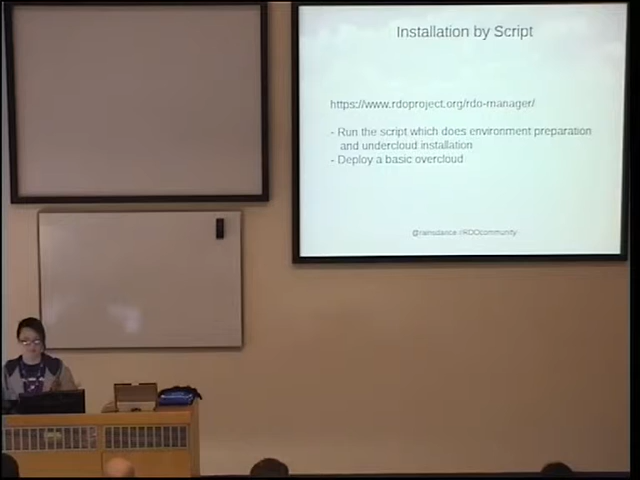 Installation by Script
https://www.rdoproject.org/rdo-manager/
- Run the script which does environment preparation
and undercloud installation
- Deploy a basic overcloud
@rainsdance #RDOcommunity